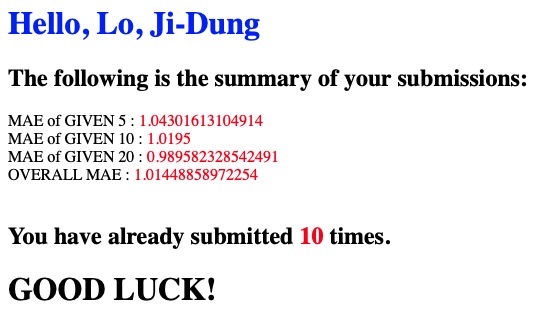 Hello, Lo, Ji-Dung
The following is the summary of your submissions:
MAE of GIVEN 5 : 1.04301613104914
MAE of GIVEN 10 : 1.0195
MAE of GIVEN 20 : 0.989582328542491
OVERALL MAE : 1.01448858972254
You have already submitted 10 times.
GOOD LUCK!